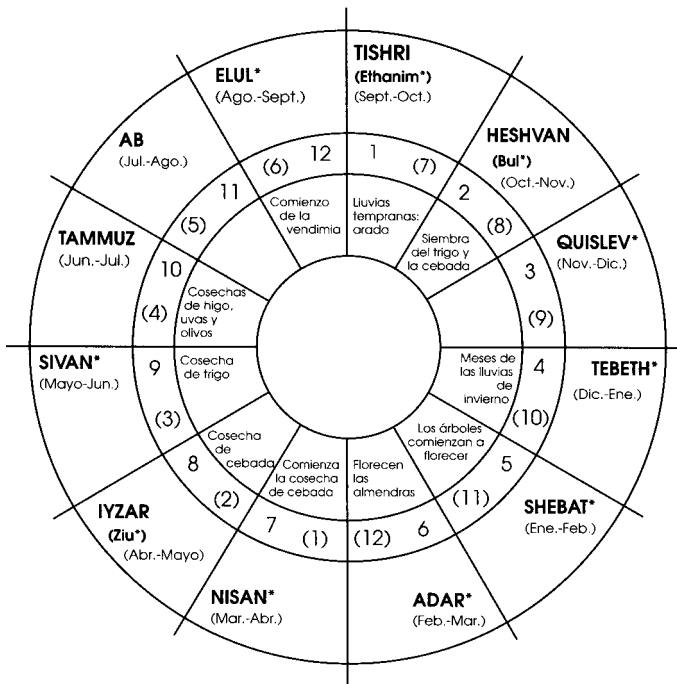 TISHRI
(Ethanim*)
(Sept.-Oct.)
1
(7)
Lluvias
tempranas:
arada
HESHVAN
(Bul*)
(Oct.-Nov.)
2
(8)
Siembra
del trigo y
la cebada
QUISLEV*
(Nov.-Dic.)
3
(9)
TEBETH*
(Dic.-Ene.)
4
(10)
Meses de
las lluvias
de
invierno
SHEBAT*
(Ene.-Feb.)
5
(11)
Los árboles
comienzan a
florecer
ADAR*
(Feb.-Mar.)
6
(12)
Florecen
las
almendras
NISAN*
(Mar.-Abr.)
7
(1)
Comienza
la cosecha
de cebada
IYZAR
(Ziu*)
(Abr.-Mayo)
8
(2)
Cosecha
de
cebada
SIVAN*
(Mayo-Jun.)
9
(3)
Cosecha
de trigo
TAMMUZ
(Jun.-Jul.)
10
(4)
Cosechas
de higo,
uvas y
olivos
AB
(Jul.-Ago.)
11
(5)
ELUL*
(Ago.-Sept.)
12
(6)
Comienzo
de la
vendimia